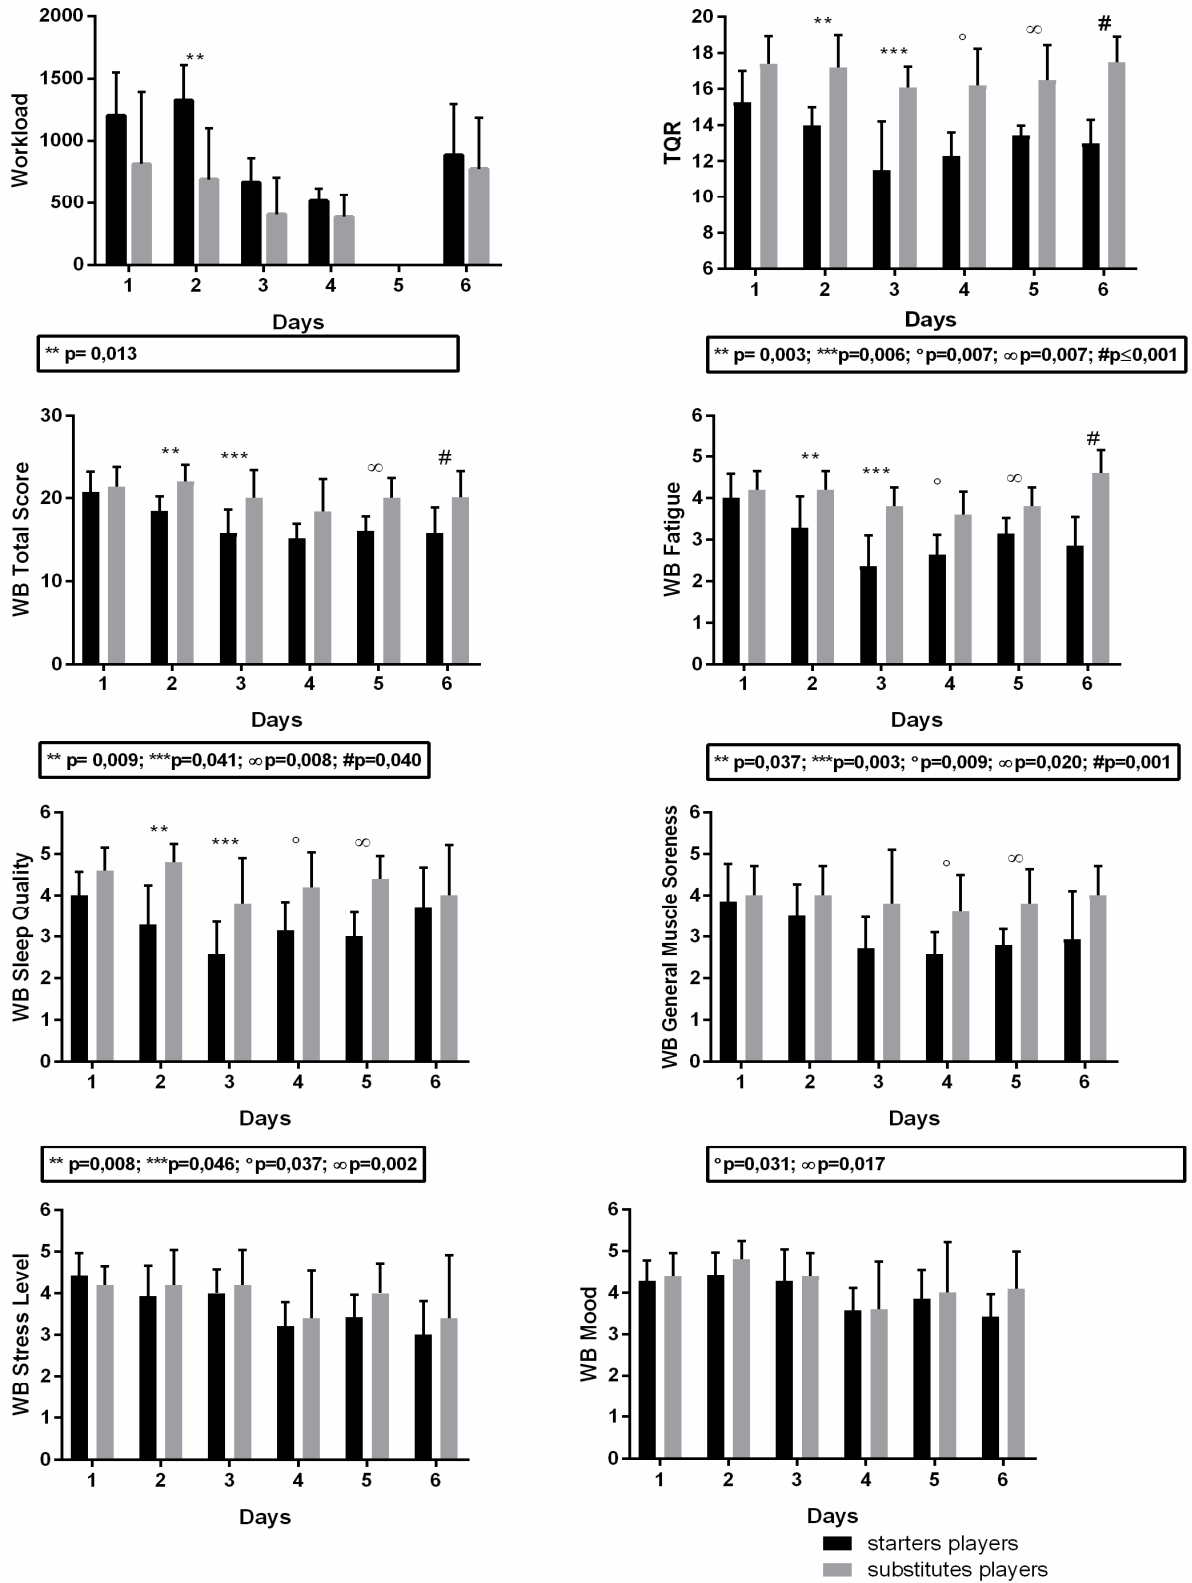 Workload
2000
1500
1000
500
0
**
1 2 3 4 5 6
Days
** p= 0,013
TQR
20
18
16
14
12
10
8
6
** *** ° ∞ #
1 2 3 4 5 6
Days
** p= 0,003; ***p=0,006; °p=0,007; ∞p=0,007; #p≤0,001
WB Total Score
30
20
10
0
** *** ∞ #
1 2 3 4 5 6
Days
** p= 0,009; ***p=0,041; ∞p=0,008; #p=0,040
WB Fatigue
6
5
4
3
2
1
0
** *** ° ∞ #
1 2 3 4 5 6
Days
** p=0,037; ***p=0,003; °p=0,009; ∞p=0,020; #p=0,001
WB Sleep Quality
6
5
4
3
2
1
0
** *** ° ∞
1 2 3 4 5 6
Days
** p=0,008; ***p=0,046; °p=0,037; ∞p=0,002
WB General Muscle Soreness
6
5
4
3
2
1
0
° ∞
1 2 3 4 5 6
Days
°p=0,031; ∞p=0,017
WB Stress Level
6
5
4
3
2
1
0
1 2 3 4 5 6
Days
WB Mood
6
5
4
3
2
1
0
1 2 3 4 5 6
Days
starters players
substitutes players